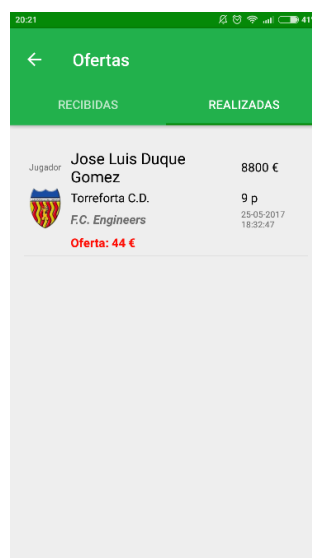 20:21
41%
Ofertas
RECIBIDAS
REALIZADAS
Jugador
Jose Luis Duque
Gomez
8800 €
Torreforta C.D.
9 p
F.C. Engineers
25-05-2017
18:32:47
Oferta: 44 €